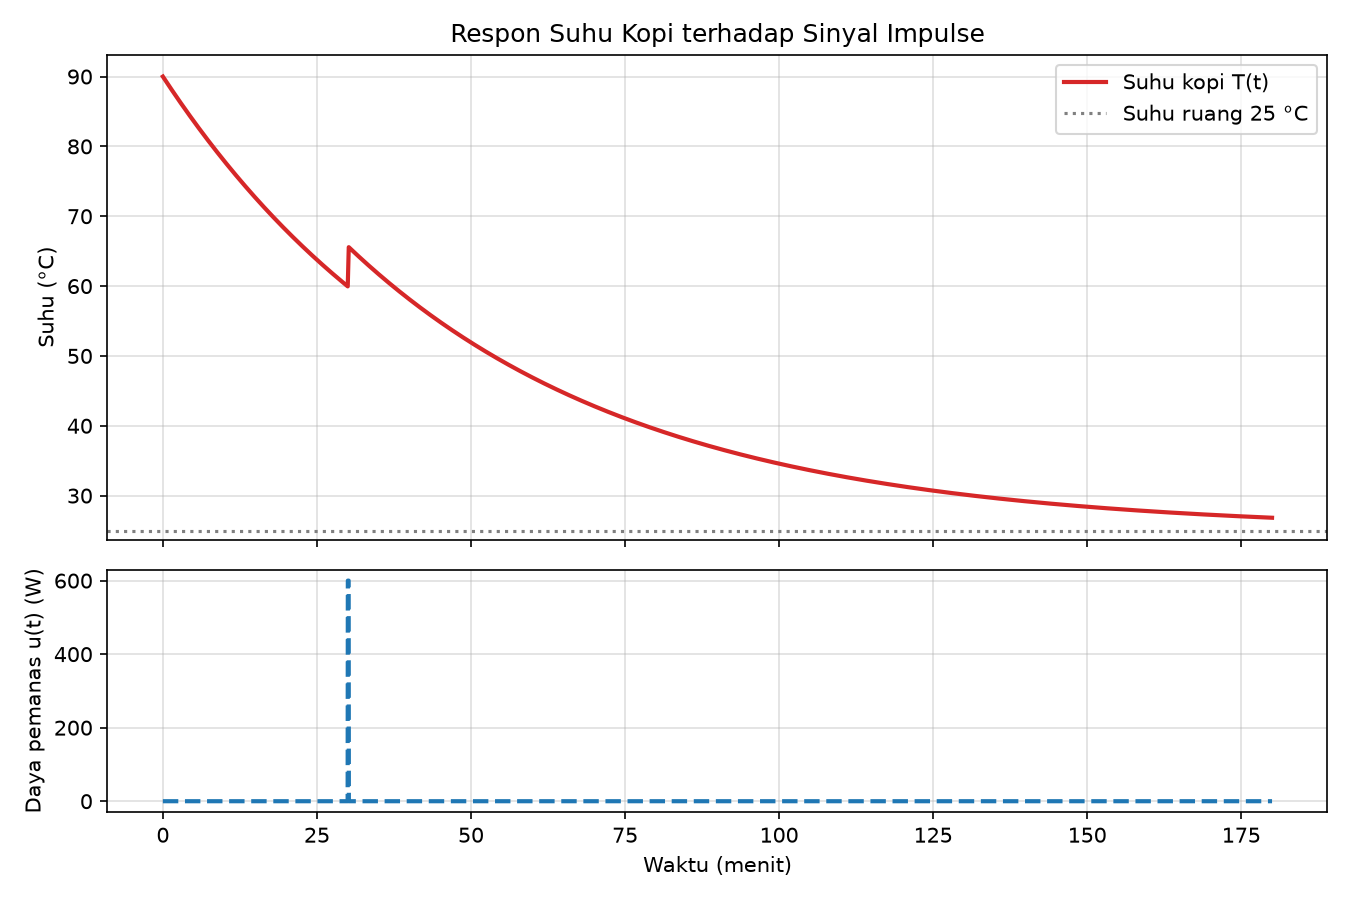 Respon Suhu Kopi terhadap Sinyal Impulse
Suhu kopi T(t)
Suhu ruang 25 °C
Suhu (°C)
90
80
70
60
50
40
30
Daya pemanas u(t) (W)
600
400
200
0
0 25 50 75 100 125 150 175
Waktu (menit)